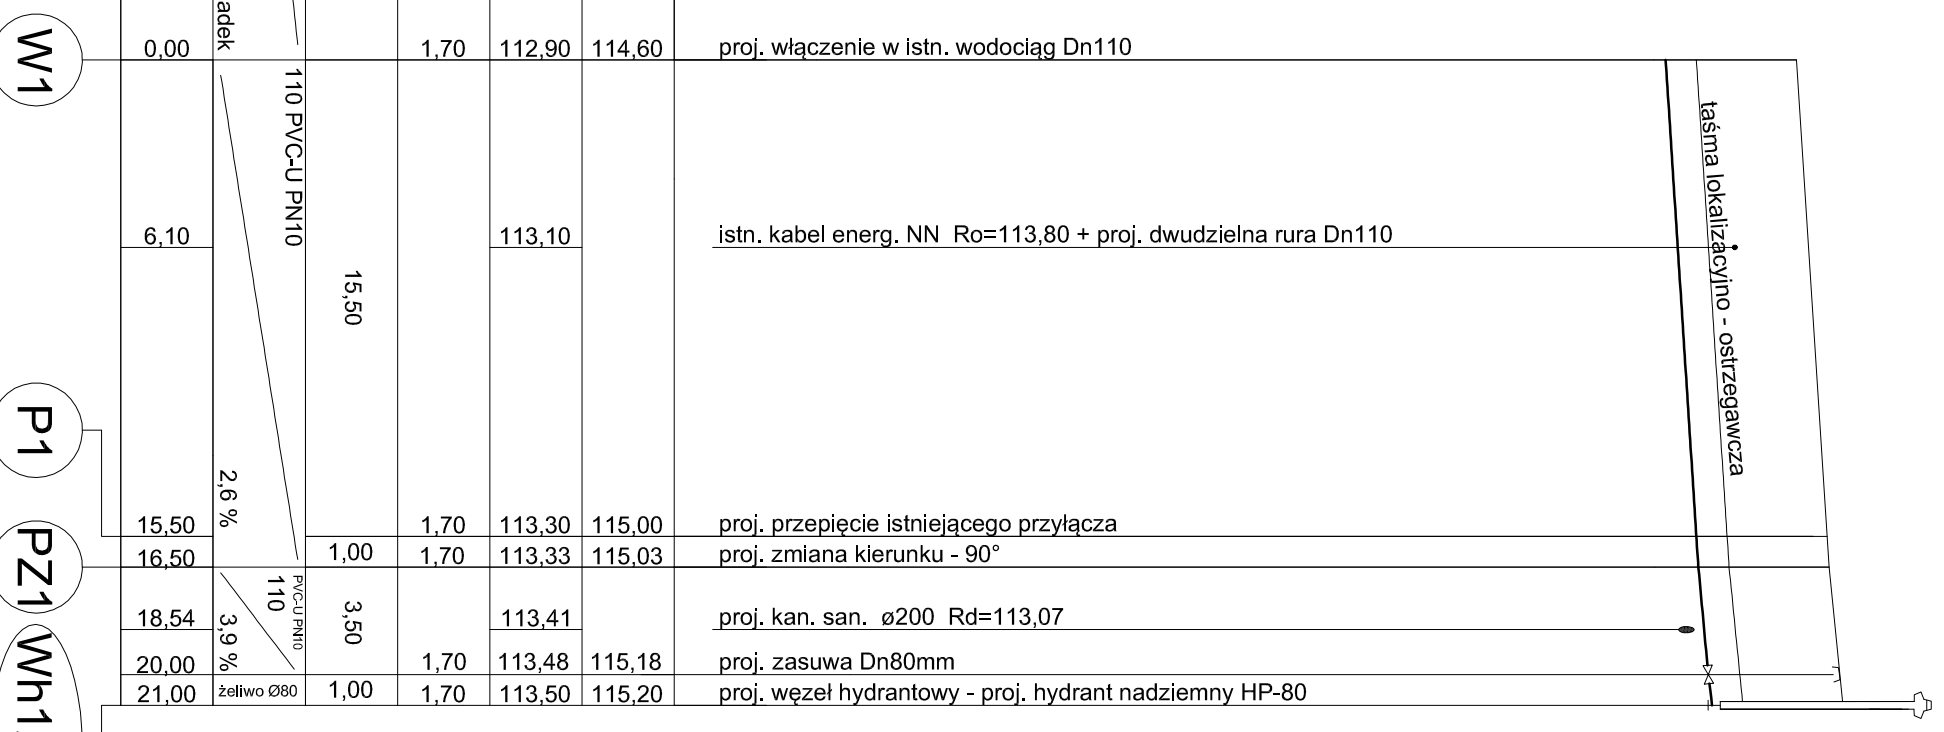 W1
0,00
adek
1,70
112,90
114,60
proj. włączenie w istn. wodociąg Dn110
110 PVC-U PN10
taśma lokalizacyjno - ostrzegawcza
6,10
113,10
istn. kabel energ. NN Ro=113,80 + proj. dwudzielna rura Dn110
15,50
P1
2,6 %
15,50
1,70
113,30
115,00
proj. przepięcie istniejącego przyłącza
PZ1
16,50
1,00
1,70
113,33
115,03
proj. zmiana kierunku - 90°
PVC-U PN10
110
3,50
18,54
3,9 %
113,41
proj. kan. san. ø200 Rd=113,07
20,00
1,70
113,48
115,18
proj. zasuwa Dn80mm
Wh1
21,00
żeliwo Ø80
1,00
1,70
113,50
115,20
proj. węzeł hydrantowy - proj. hydrant nadziemny HP-80